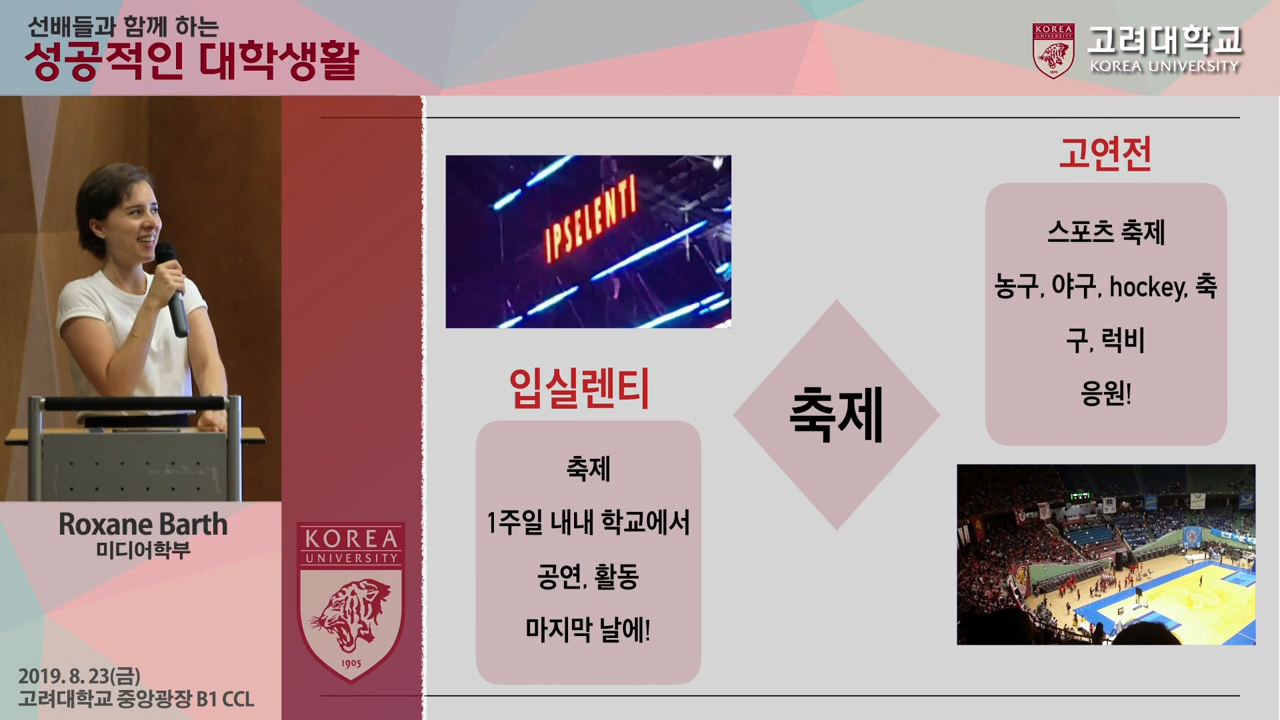 선배들과 함께 하는
성공적인 대학생활
KOREA
UNIVERSITY
고려대학교
KOREA UNIVERSITY
IPSELENTI
입실렌티
축제
1주일 내내 학교에서
공연, 활동
마지막 날에!
축제
고연전
스포츠 축제
농구, 야구, hockey, 축
구, 럭비
응원!
Roxane Barth
미디어학부
KOREA
UNIVERSITY
1905
2019. 8. 23(금)
고려대학교 중앙광장 B1 CCL